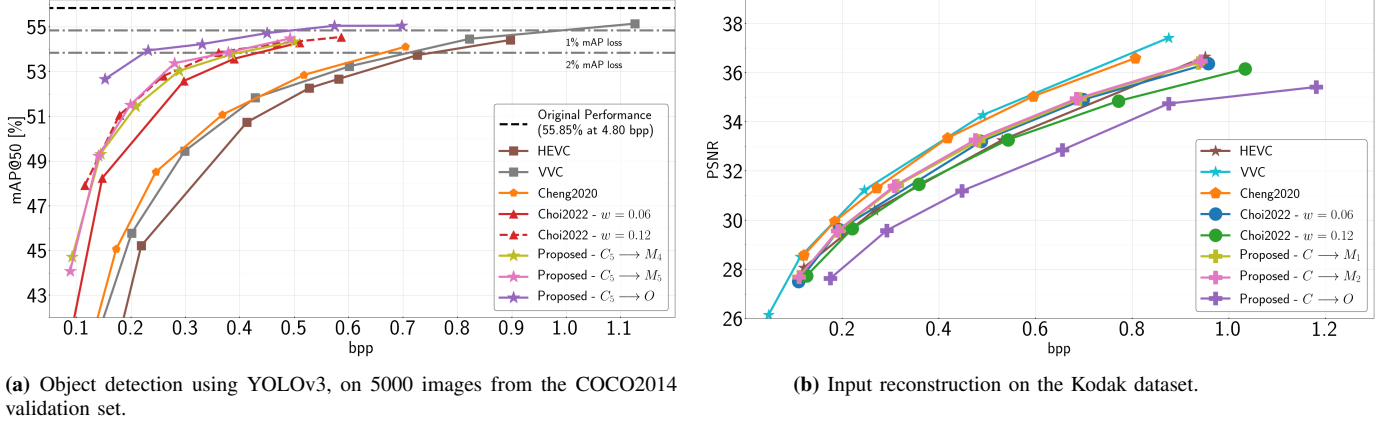 55
53
51
49
47
45
43
mAP@50 [%]
0.1 0.2 0.3 0.4 0.5 0.6 0.7 0.8 0.9 1.0 1.1
bpp
1% mAP loss
2% mAP loss
Original Performance
(55.85% at 4.80 bpp)
HEVC
VVC
Cheng2020
Choi2022 - w = 0.06
Choi2022 - w = 0.12
Proposed - C₅ ⟶ M₄
Proposed - C₅ ⟶ M₅
Proposed - C₅ ⟶ O
(a) Object detection using YOLOv3, on 5000 images from the COCO2014
validation set.
38
36
34
32
30
28
26
PSNR
0.2 0.4 0.6 0.8 1.0 1.2
bpp
HEVC
VVC
Cheng2020
Choi2022 - w = 0.06
Choi2022 - w = 0.12
Proposed - C ⟶ M₁
Proposed - C ⟶ M₂
Proposed - C ⟶ O
(b) Input reconstruction on the Kodak dataset.